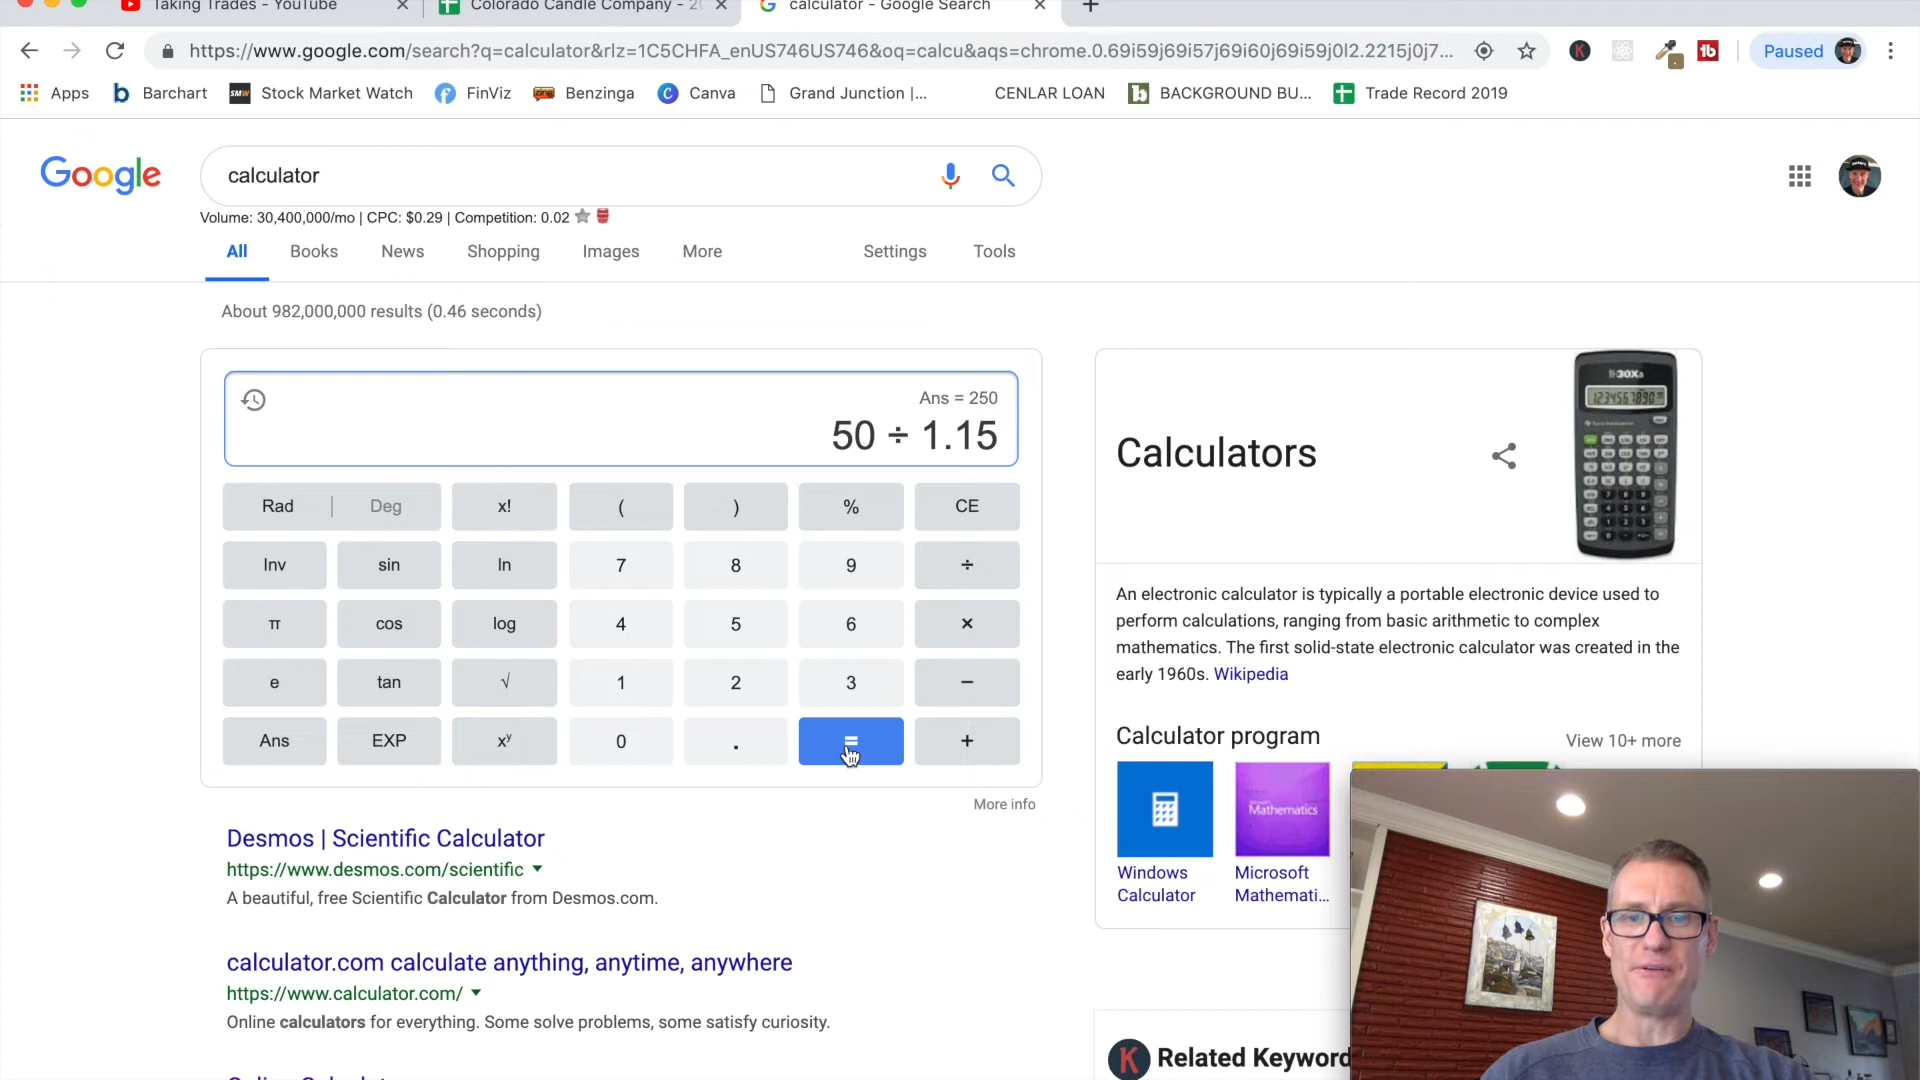 Taking Trades - YouTube
Colorado Candle Company - 2
calculator - Google Search
https://www.google.com/search?q=calculator&rlz=1C5CHFA_enUS746US746&oq=calcu&aqs=chrome.0.69i59j69i57j69i60j69i59j0l2.2215j0j7...
Paused
Apps
Barchart
SMW
Stock Market Watch
FinViz
Benzinga
Canva
Grand Junction |...
CENLAR LOAN
BACKGROUND BU...
Trade Record 2019
Google
calculator
Volume: 30,400,000/mo | CPC: $0.29 | Competition: 0.02
All
Books
News
Shopping
Images
More
Settings
Tools
About 982,000,000 results (0.46 seconds)
Ans = 250
50 ÷ 1.15
Rad | Deg
x!
(
)
%
CE
Inv
sin
ln
7
8
9
÷
π
cos
log
4
5
6
×
e
tan
√
1
2
3
−
Ans
EXP
xʸ
0
.
=
+
More info
Desmos | Scientific Calculator
https://www.desmos.com/scientific
A beautiful, free Scientific Calculator from Desmos.com.
calculator.com calculate anything, anytime, anywhere
https://www.calculator.com/
Online calculators for everything. Some solve problems, some satisfy curiosity.
Calculators
An electronic calculator is typically a portable electronic device used to
perform calculations, ranging from basic arithmetic to complex
mathematics. The first solid-state electronic calculator was created in the
early 1960s. Wikipedia
Calculator program
View 10+ more
Mathematics
Windows
Calculator
Microsoft
Mathemati...
K
Related Keyword